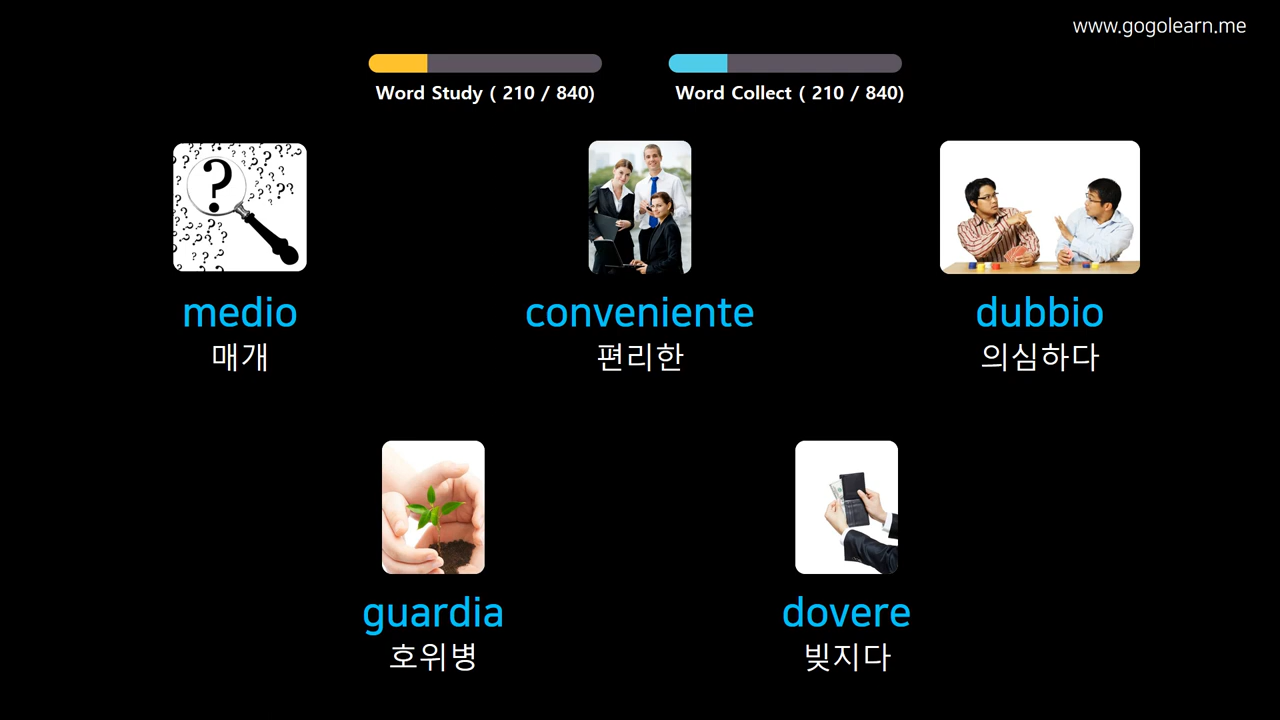 www.gogolearn.me
Word Study ( 210 / 840)
Word Collect ( 210 / 840)
medio
매개
conveniente
편리한
dubbio
의심하다
guardia
호위병
dovere
빚지다